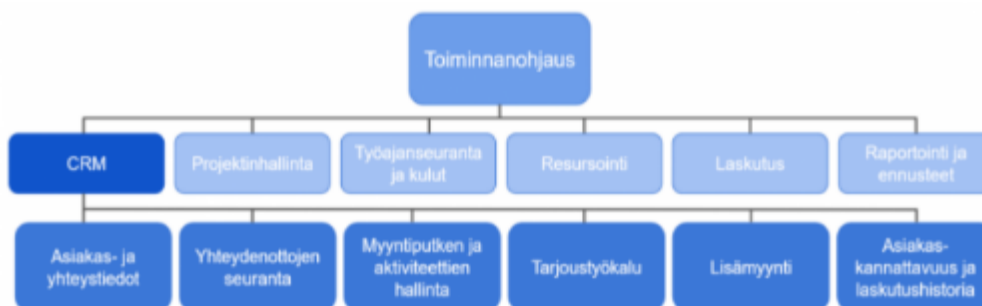 Toiminnanohjaus
CRM
Projektinhallinta
Työajanseuranta
ja kulut
Resursointi
Laskutus
Raportointi ja
ennusteet
Asiakas- ja
yhteystiedot
Yhteydenottojen
seuranta
Myyntiputken ja
aktiviteettien
hallinta
Tarjoustyökalu
Lisämyynti
Asiakas-
kannattavuus ja
laskutushistoria